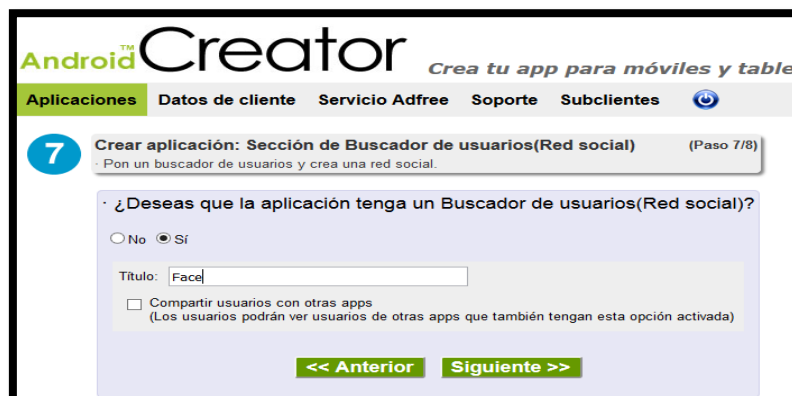 Android™Creator
Crea tu app para móviles y table
Aplicaciones Datos de cliente Servicio Adfree Soporte Subclientes
7
Crear aplicación: Sección de Buscador de usuarios(Red social) (Paso 7/8)
· Pon un buscador de usuarios y crea una red social.
· ¿Deseas que la aplicación tenga un Buscador de usuarios(Red social)?
No Sí
Título: Face
Compartir usuarios con otras apps
(Los usuarios podrán ver usuarios de otras apps que también tengan esta opción activada)
<< Anterior Siguiente >>